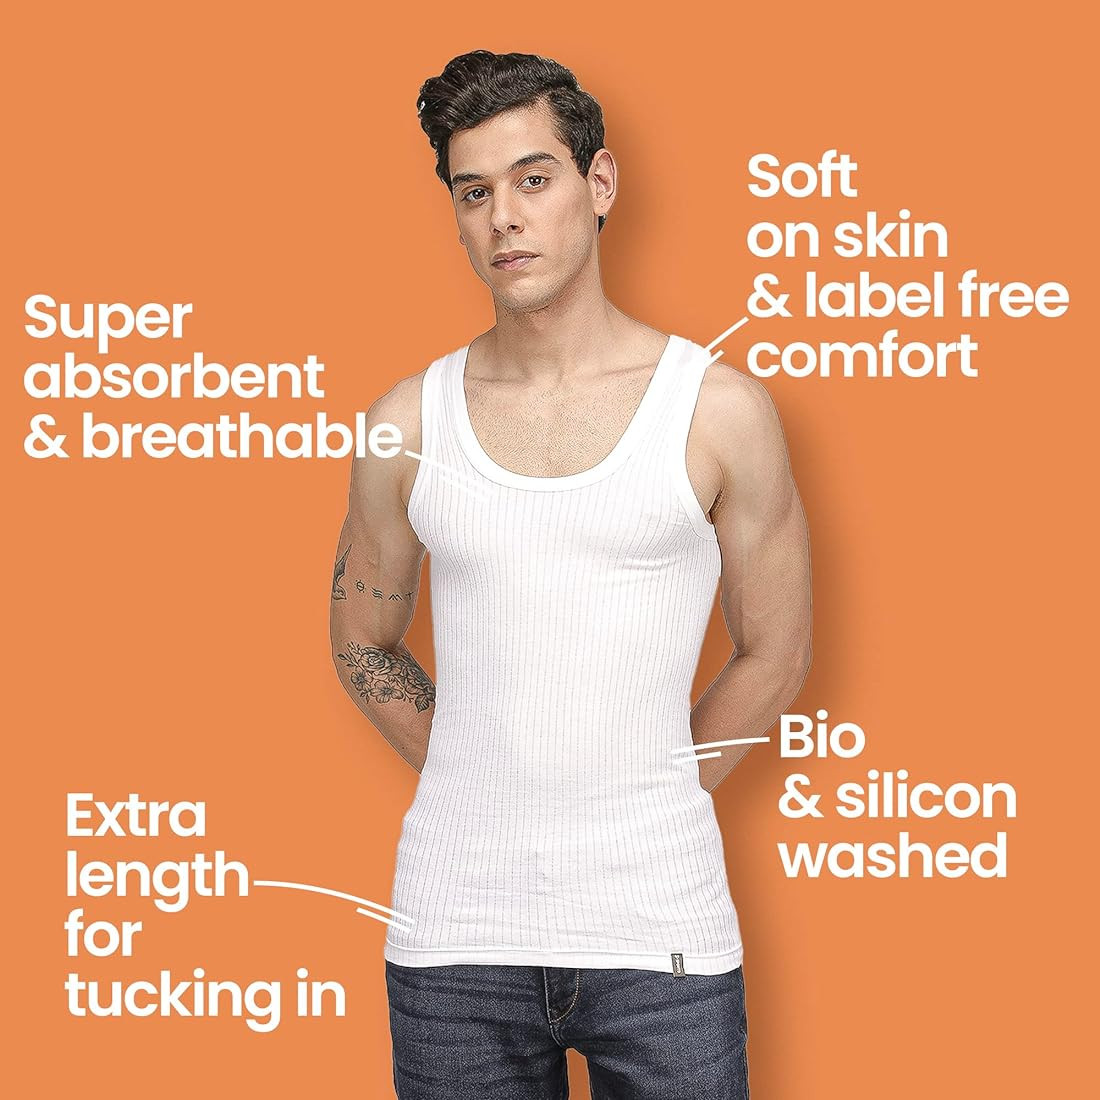 Soft
on skin
& label free
comfort
Super
absorbent
& breathable
Bio
& silicon
washed
Extra
length
for
tucking in